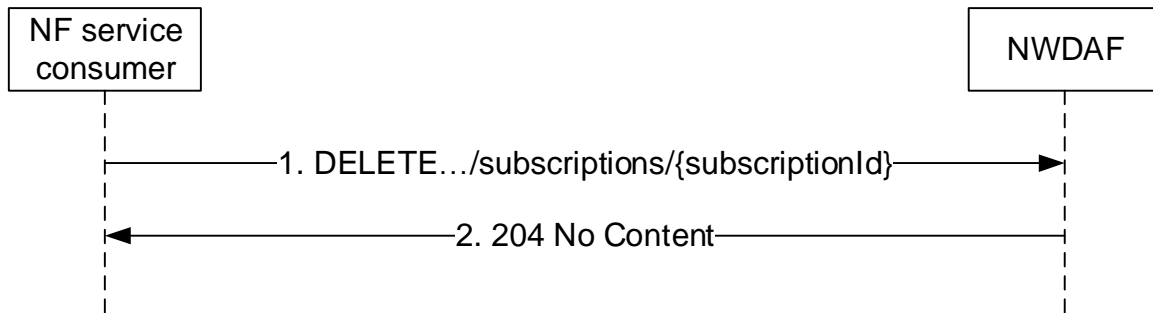 NF service
consumer
NWDAF
1. DELETE…/subscriptions/{subscriptionId}
2. 204 No Content